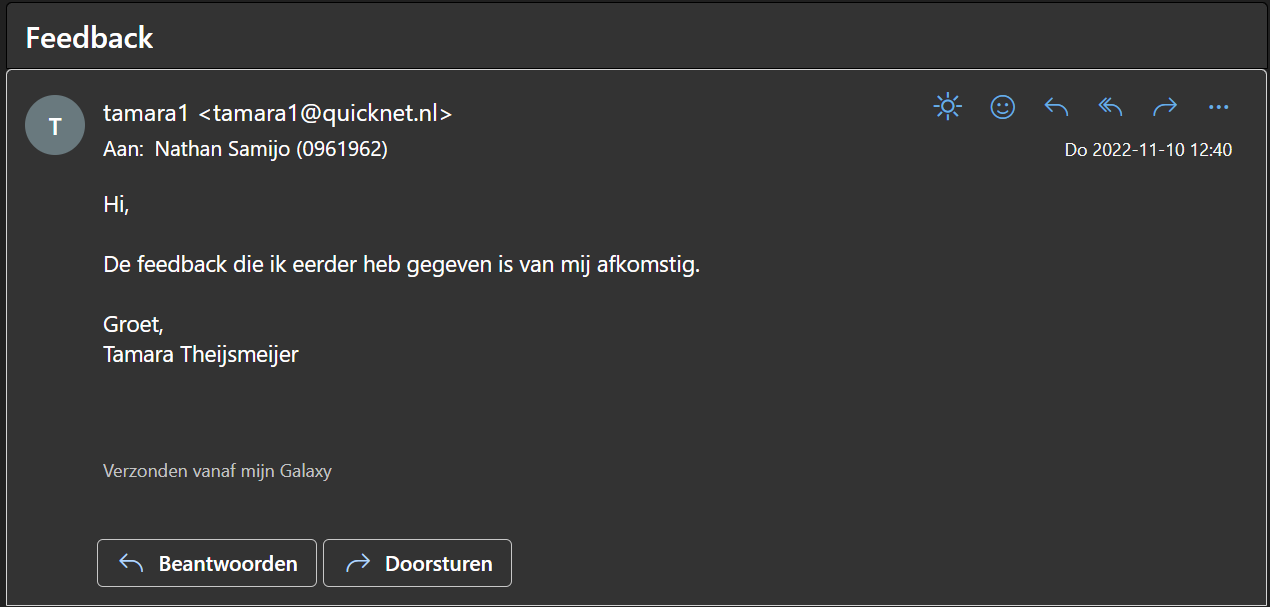 Feedback
T
tamara1 <tamara1@quicknet.nl>
Aan: Nathan Samijo (0961962)
Do 2022-11-10 12:40
Hi,
De feedback die ik eerder heb gegeven is van mij afkomstig.
Groet,
Tamara Theijsmeijer
Verzonden vanaf mijn Galaxy
Beantwoorden
Doorsturen